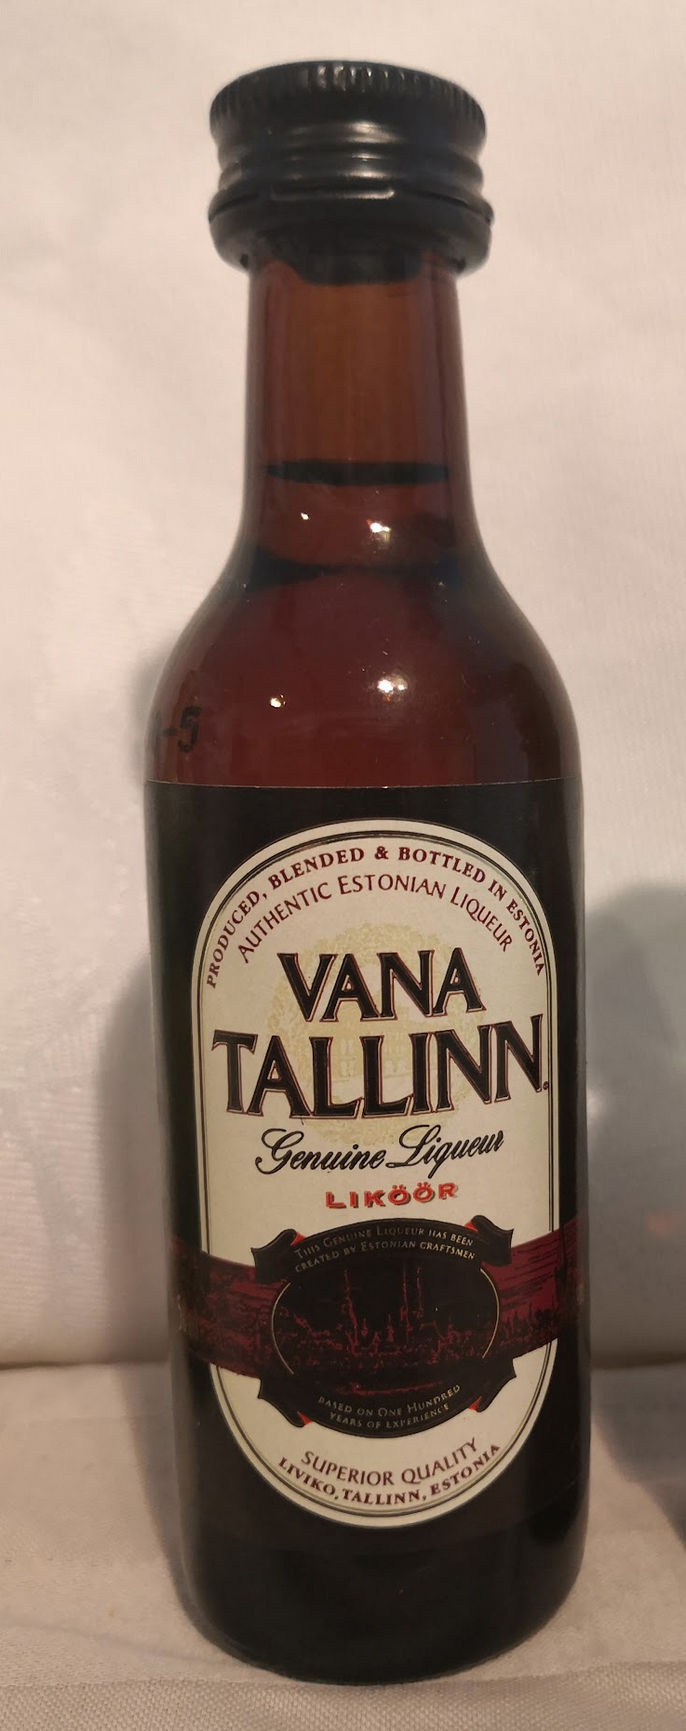 -5
PRODUCED, BLENDED & BOTTLED IN ESTONIA
AUTHENTIC ESTONIAN LIQUEUR
VANA
TALLINN
Genuine Liqueur
LIKÖÖR
THIS GENUINE LIQUEUR HAS BEEN
CREATED BY ESTONIAN CRAFTSMEN
BASED ON ONE HUNDRED
YEARS OF EXPERIENCE
SUPERIOR QUALITY
LIVIKO, TALLINN, ESTONIA